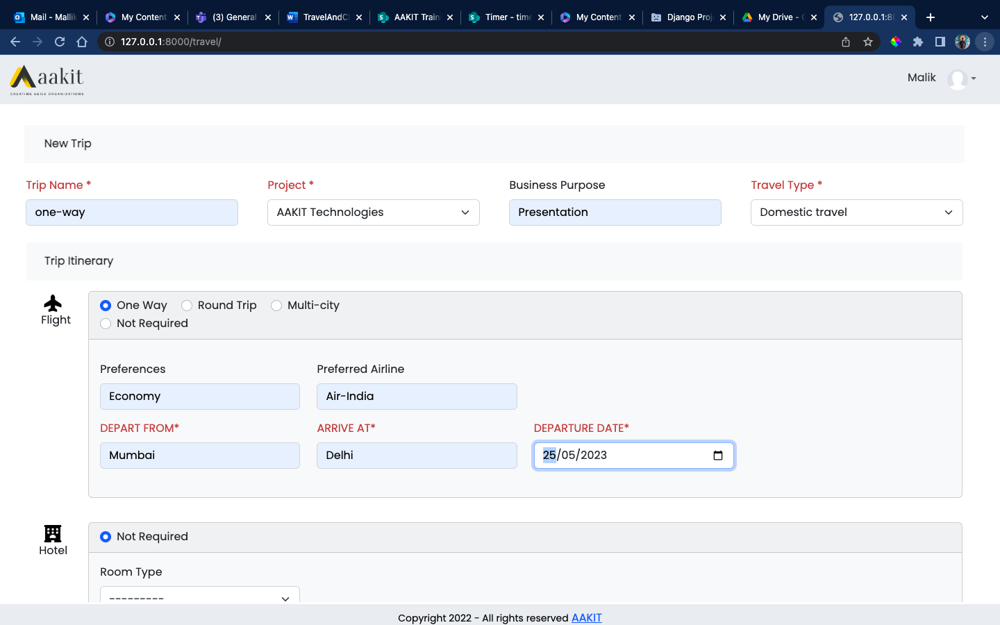 Mail - Mallik
My Content
(3) General
TravelAndCl
AAKIT Train
Timer - time
My Content
Django Proj
My Drive - G
127.0.0.1:80
127.0.0.1:8000/travel/
aakit
CREATING AGILE ORGANIZATIONS
Malik
New Trip
Trip Name * Project * Business Purpose Travel Type *
one-way AAKIT Technologies Presentation Domestic travel
Trip Itinerary
Flight
One Way Round Trip Multi-city
Not Required
Preferences Preferred Airline
Economy Air-India
DEPART FROM* ARRIVE AT* DEPARTURE DATE*
Mumbai Delhi 25/05/2023
Hotel
Not Required
Room Type
---------
Copyright 2022 - All rights reserved AAKIT